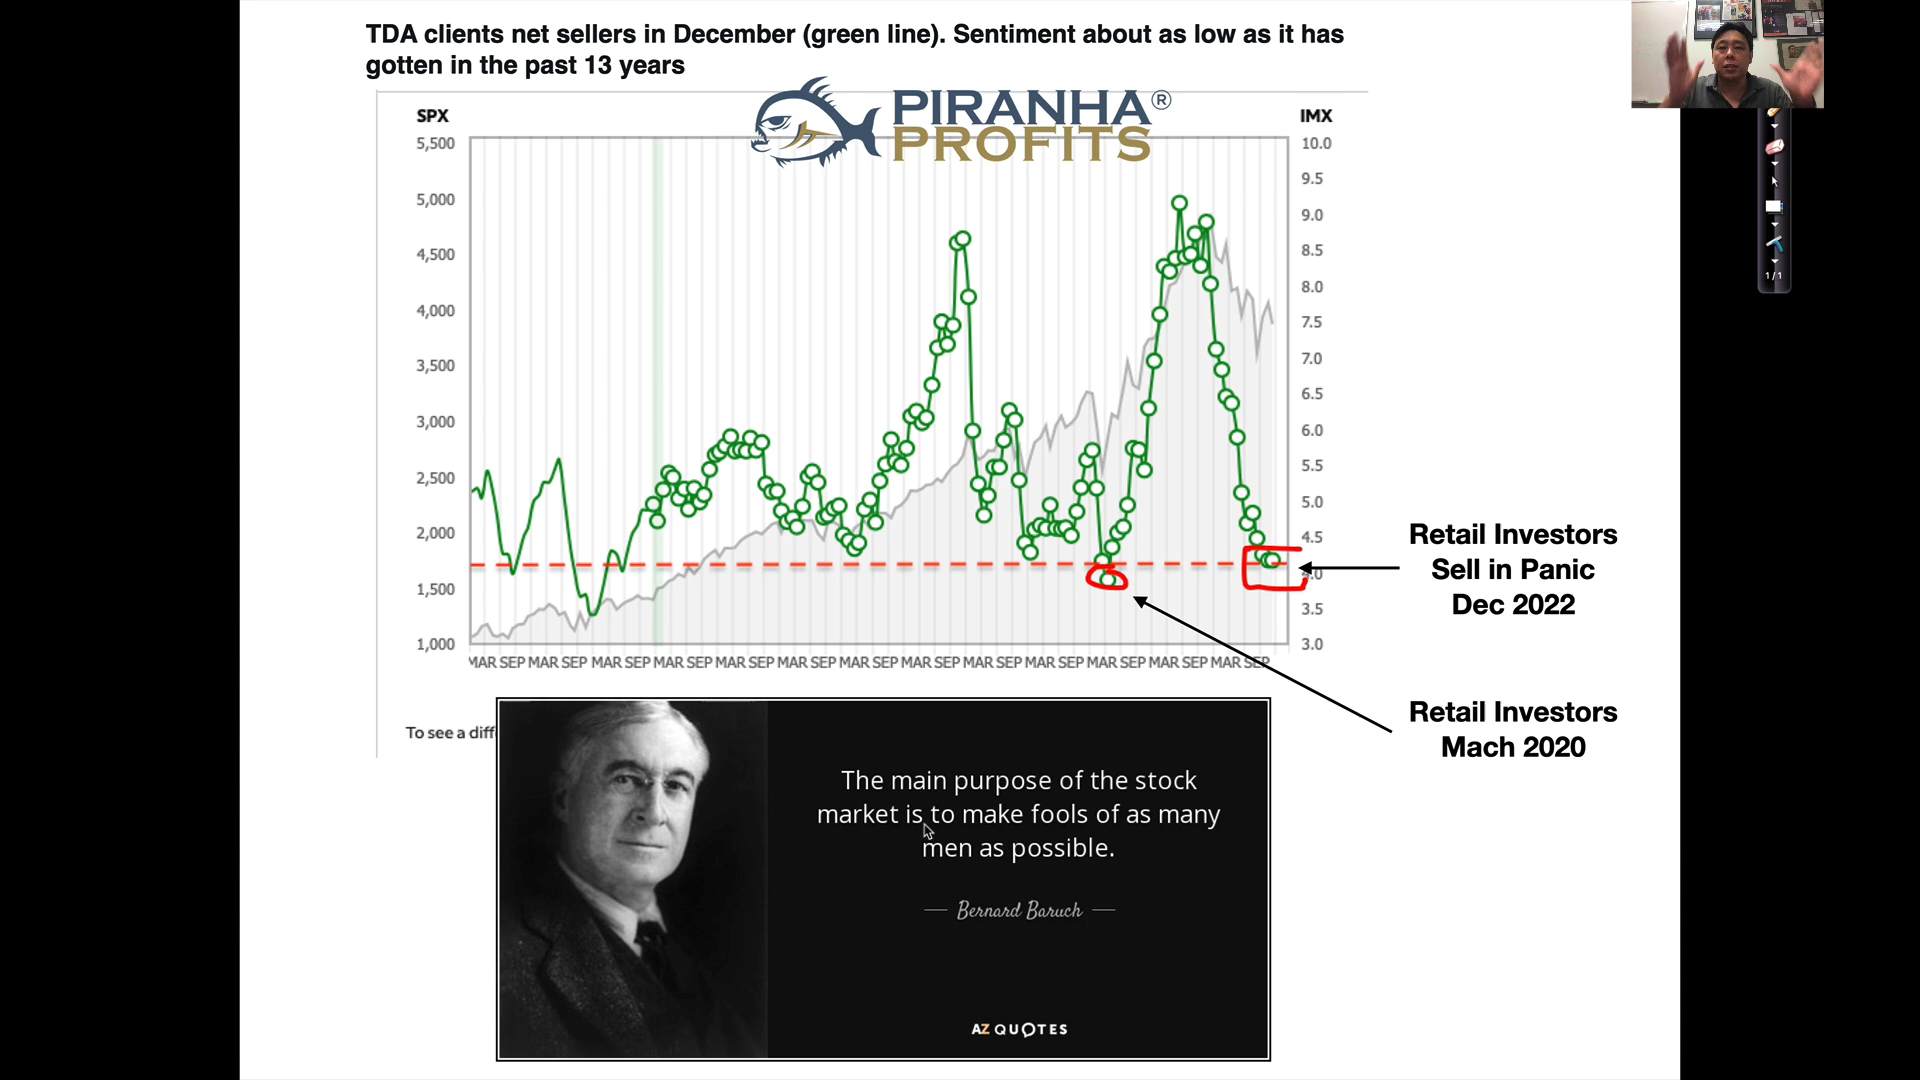 TDA clients net sellers in December (green line). Sentiment about as low as it has
gotten in the past 13 years
PIRANHA®
PROFITS
SPX
IMX
5,500
5,000
4,500
4,000
3,500
3,000
2,500
2,000
1,500
1,000
10.0
9.5
9.0
8.5
8.0
7.5
7.0
6.5
6.0
5.5
5.0
4.5
3.5
3.0
MAR SEP MAR SEP MAR SEP MAR SEP MAR SEP MAR SEP MAR SEP MAR SEP MAR SEP MAR SEP MAR SEP MAR SEP MAR SEP
1/1
Retail Investors
Sell in Panic
Dec 2022
Retail Investors
Mach 2020
To see a diff
The main purpose of the stock
market is to make fools of as many
men as possible.
Bernard Baruch
AZ QUOTES